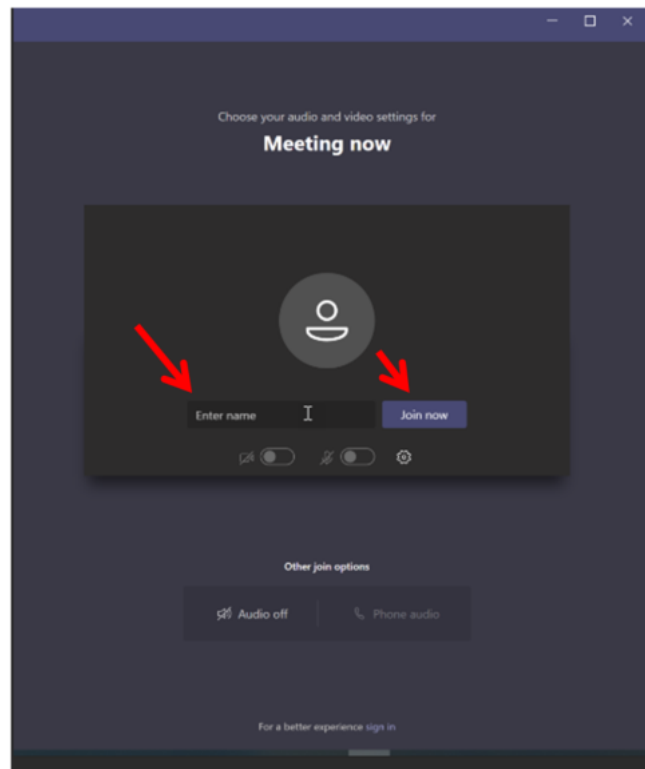 Choose your audio and video settings for
Meeting now
Enter name
Join now
Other join options
Audio off
Phone audio
For a better experience sign in